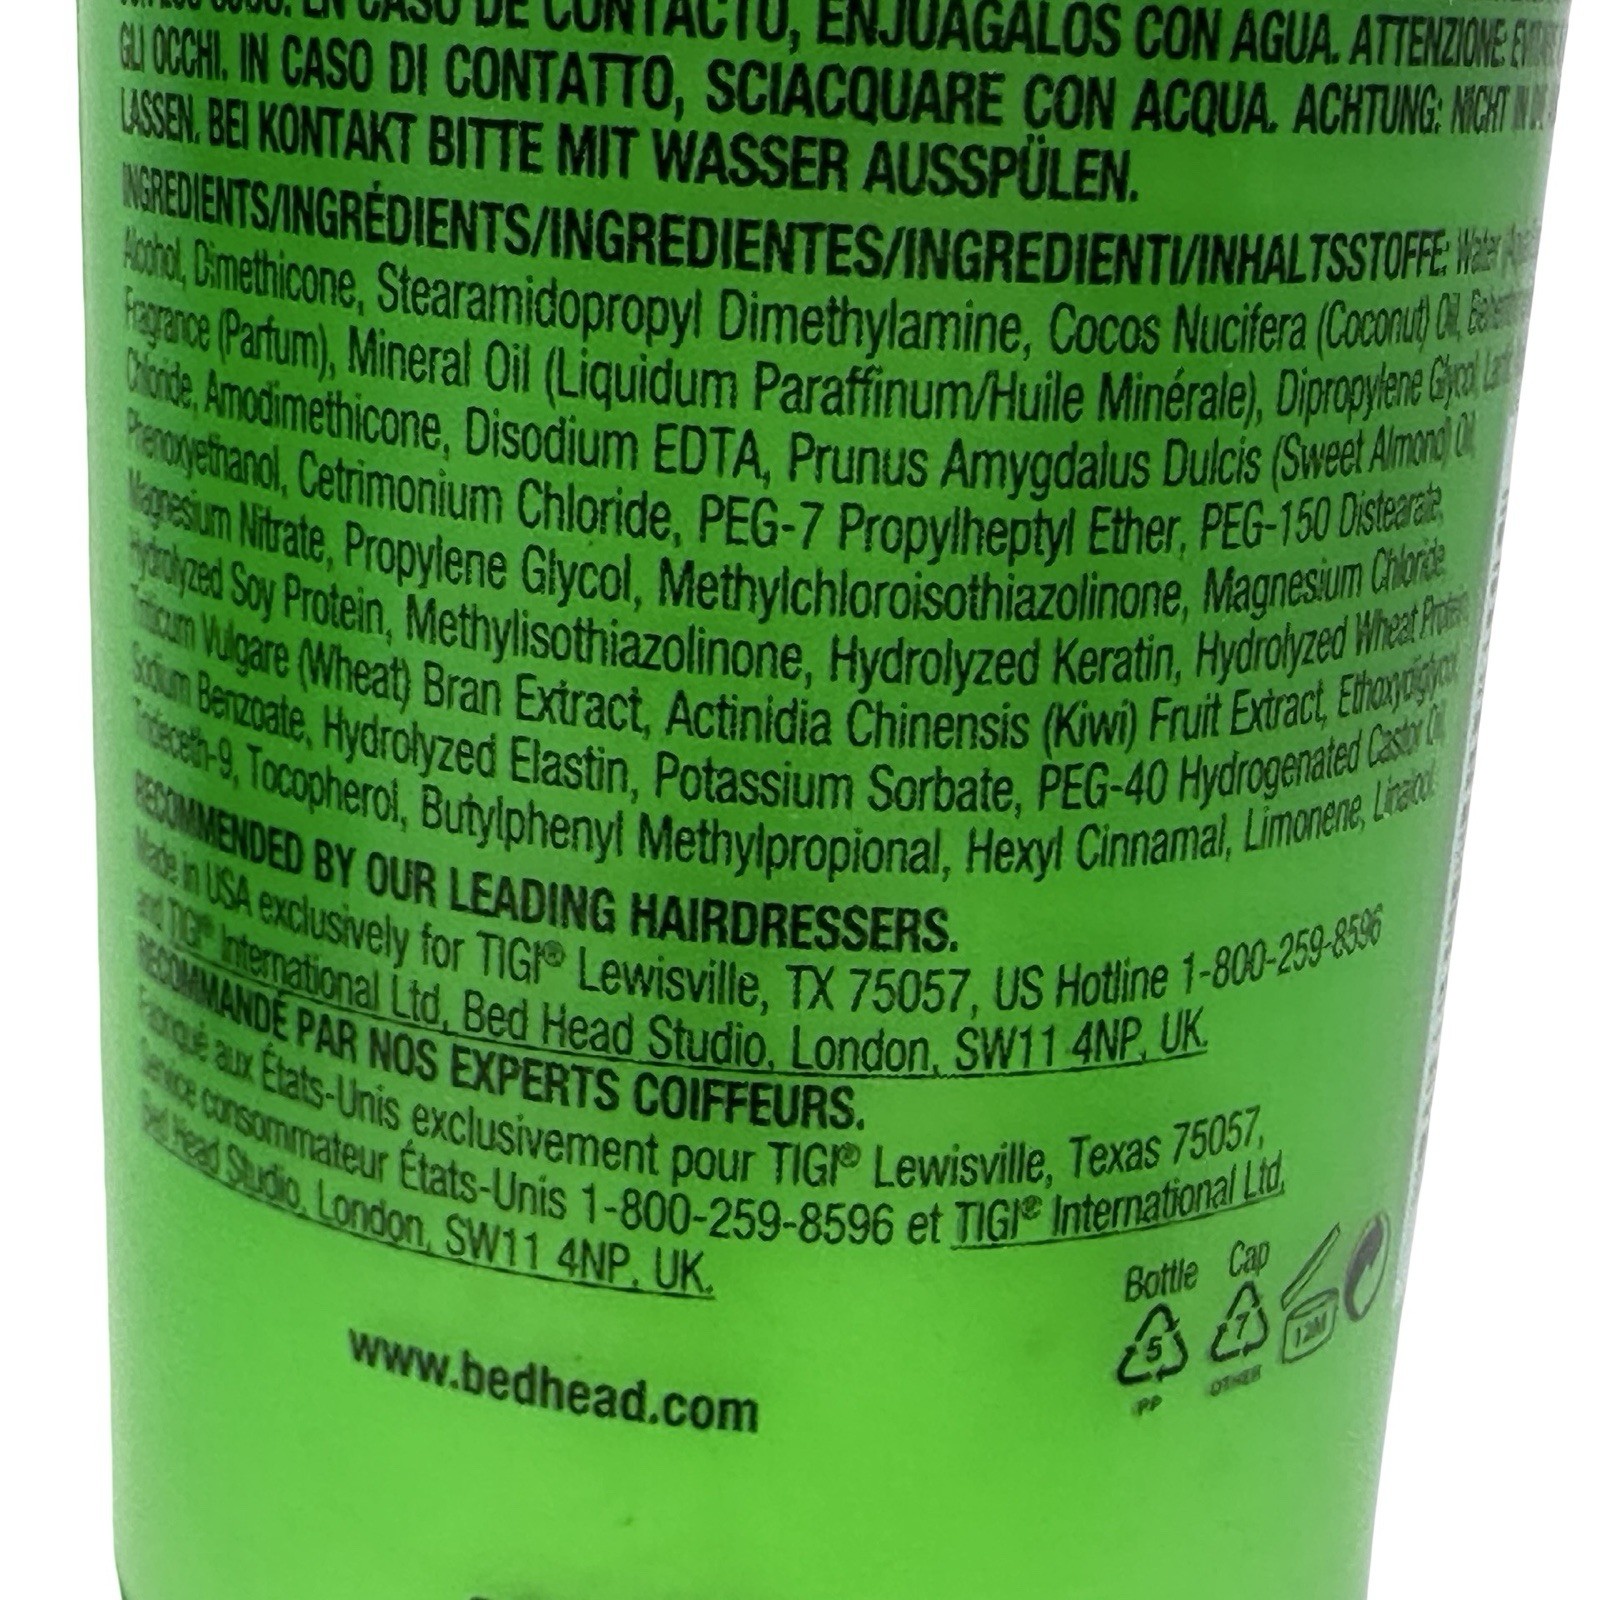 EN CASO DE CONTACTO, ENJUAGALOS CON AGUA. ATTENZIONE:
GLI OCCHI. IN CASO DI CONTATTO, SCIACQUARE CON ACQUA. ACHTUNG: NICHT IN DIE
LASSEN. BEI KONTAKT BITTE MIT WASSER AUSSPÜLEN.
INGREDIENTS/INGRÉDIENTS/INGREDIENTES/INGREDIENTI/INHALTSSTOFFE: Water
Alcohol, Dimethicone, Stearamidopropyl Dimethylamine, Cocos Nucifera (Coconut) Oil,
Fragrance (Parfum), Mineral Oil (Liquidum Paraffinum/Huile Minérale), Dipropylene Glycol,
Chloride, Amodimethicone, Disodium EDTA, Prunus Amygdalus Dulcis (Sweet Almond) Oil,
Phenoxyethanol, Cetrimonium Chloride, PEG-7 Propylheptyl Ether, PEG-150 Distearate,
Magnesium Nitrate, Propylene Glycol, Methylchloroisothiazolinone, Magnesium Chloride,
Hydrolyzed Soy Protein, Methylisothiazolinone, Hydrolyzed Keratin, Hydrolyzed Wheat Protein,
Triticum Vulgare (Wheat) Bran Extract, Actinidia Chinensis (Kiwi) Fruit Extract, Ethoxydiglycol,
Sodium Benzoate, Hydrolyzed Elastin, Potassium Sorbate, PEG-40 Hydrogenated Castor Oil,
Trideceth-9, Tocopherol, Butylphenyl Methylpropional, Hexyl Cinnamal, Limonene, Linalool.
RECOMMENDED BY OUR LEADING HAIRDRESSERS.
Made in USA exclusively for TIGI® Lewisville, TX 75057, US Hotline 1-800-259-8596
and TIGI® International Ltd, Bed Head Studio, London, SW11 4NP, UK.
RECOMMANDÉ PAR NOS EXPERTS COIFFEURS.
Fabriqué aux États-Unis exclusivement pour TIGI® Lewisville, Texas 75057,
Service consommateur États-Unis 1-800-259-8596 et TIGI® International Ltd,
Bed Head Studio, London, SW11 4NP, UK.
Bottle Cap
5 7 12M
PP OTHER
www.bedhead.com